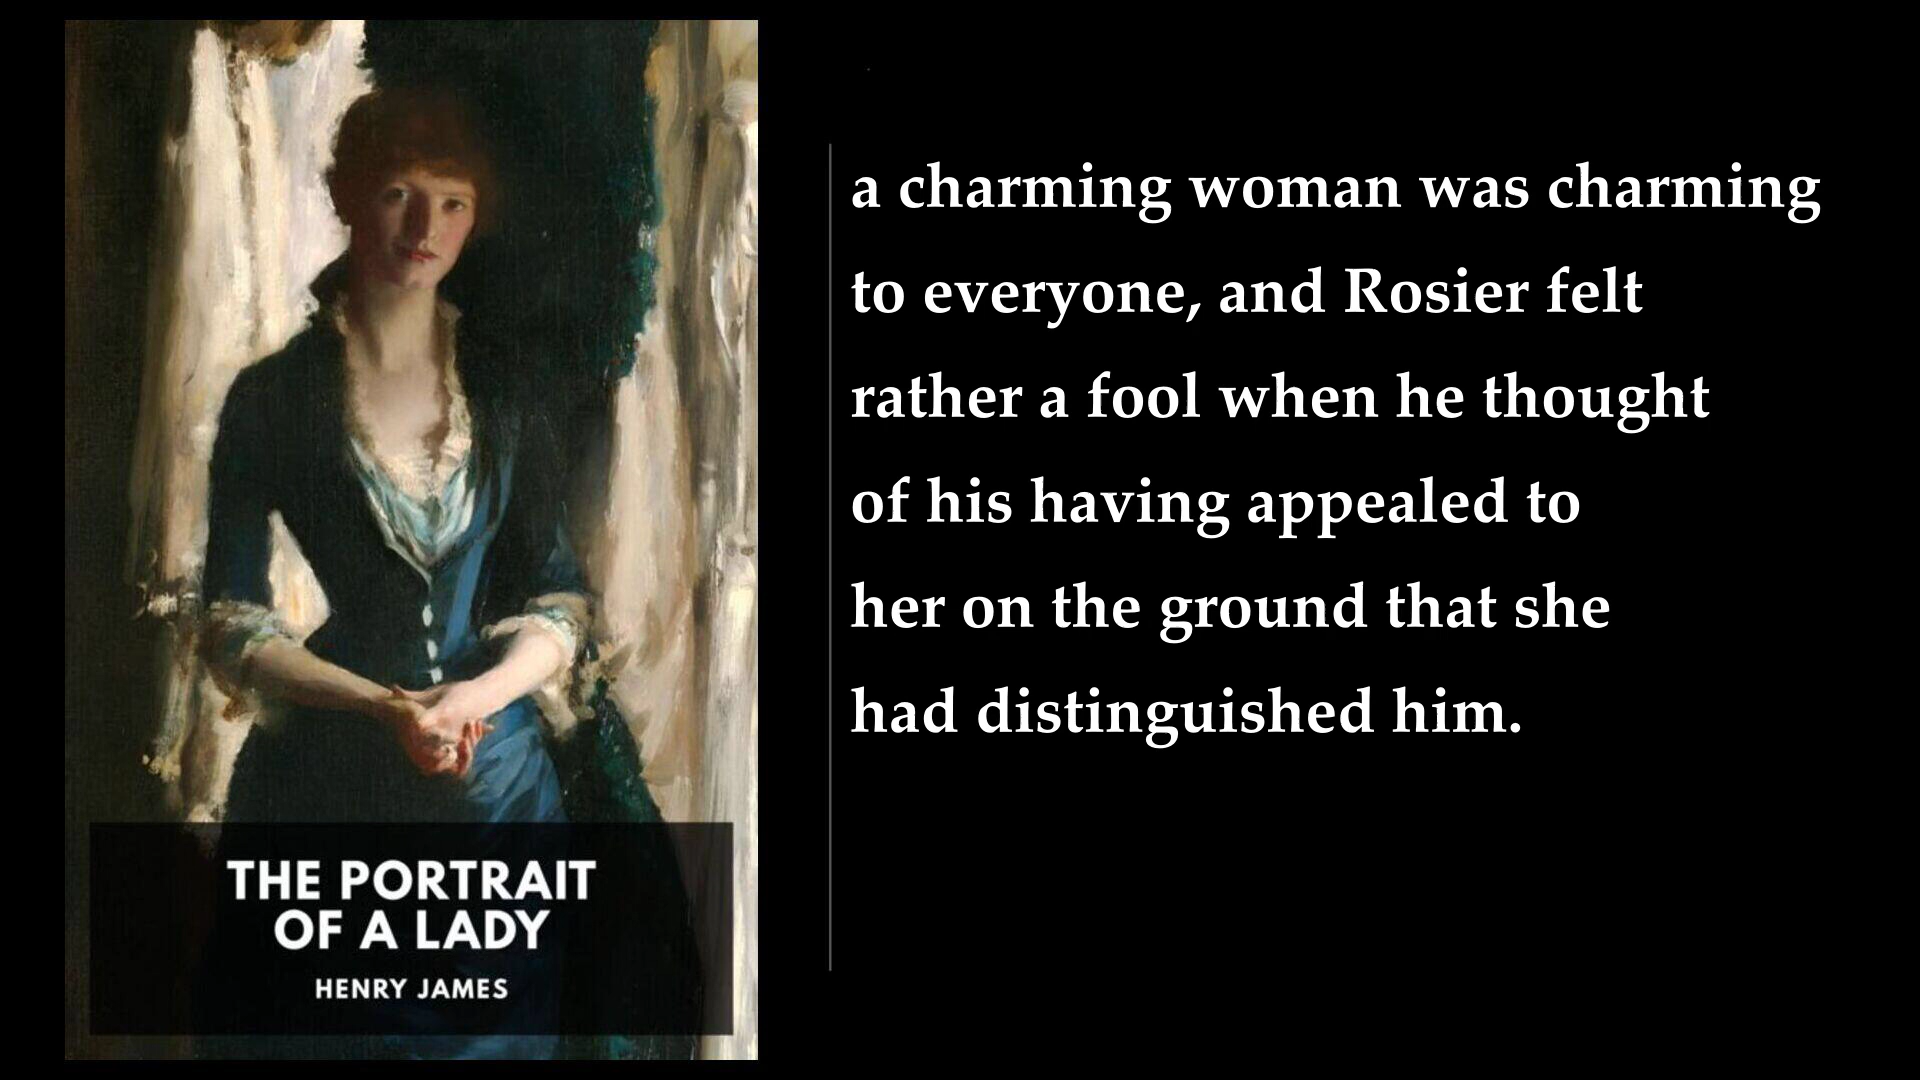 a charming woman was charming
to everyone, and Rosier felt
rather a fool when he thought
of his having appealed to
her on the ground that she
had distinguished him.
THE PORTRAIT
OF A LADY
HENRY JAMES